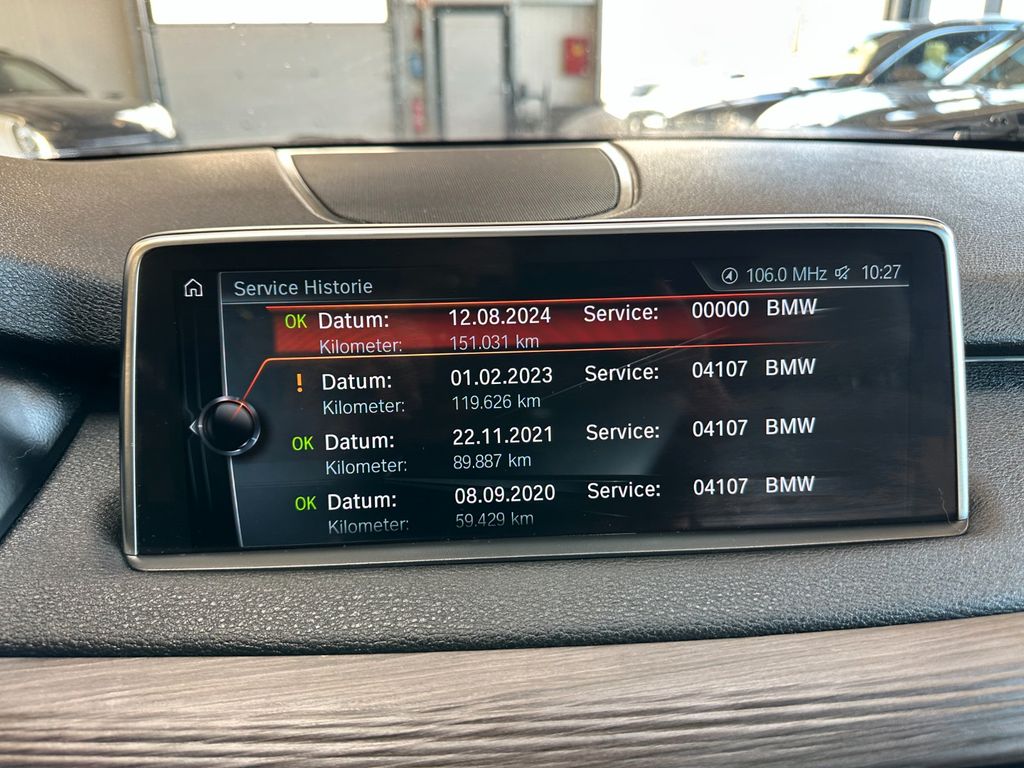 Service Historie 106.0 MHz 10:27
OK Datum: 12.08.2024 Service: 00000 BMW
Kilometer: 151.031 km
! Datum: 01.02.2023 Service: 04107 BMW
Kilometer: 119.626 km
OK Datum: 22.11.2021 Service: 04107 BMW
Kilometer: 89.887 km
OK Datum: 08.09.2020 Service: 04107 BMW
Kilometer: 59.429 km